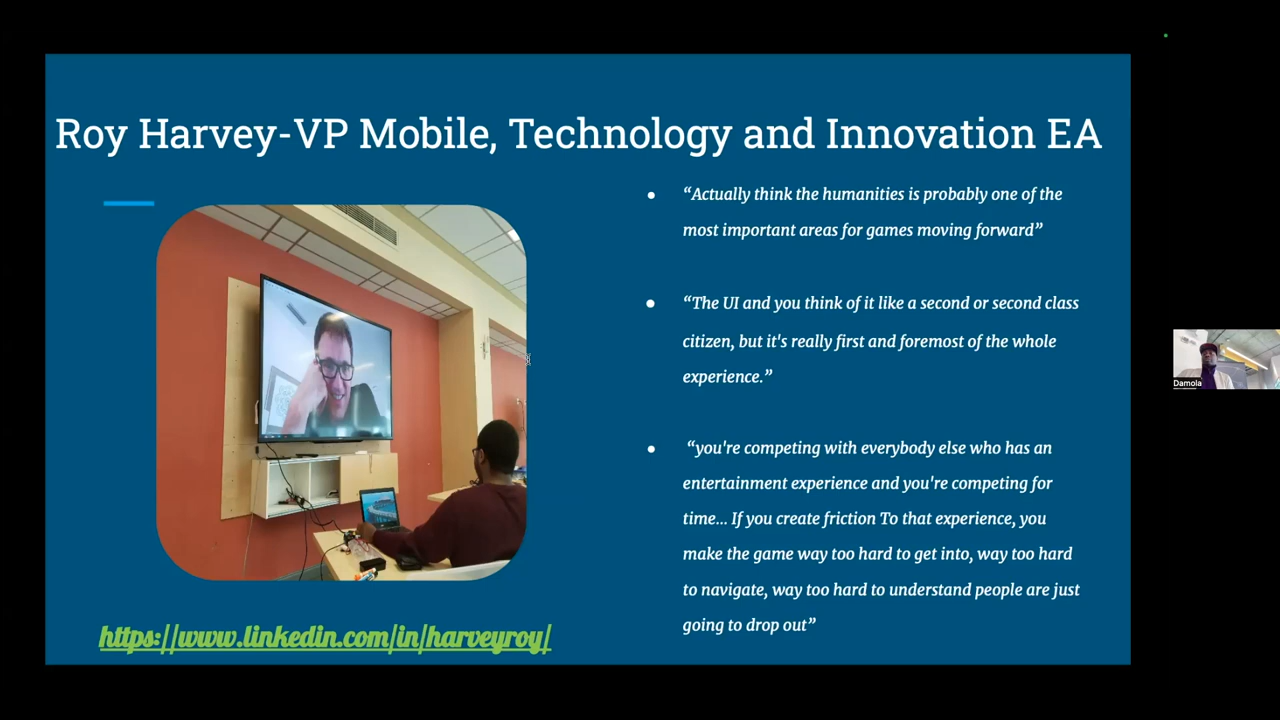 Roy Harvey-VP Mobile, Technology and Innovation EA
● “Actually think the humanities is probably one of the
most important areas for games moving forward”
● “The UI and you think of it like a second or second class
citizen, but it's really first and foremost of the whole
experience.”
● “you're competing with everybody else who has an
entertainment experience and you're competing for
time... If you create friction To that experience, you
make the game way too hard to get into, way too hard
to navigate, way too hard to understand people are just
going to drop out”
https://www.linkedin.com/in/harveyroy/
Damola